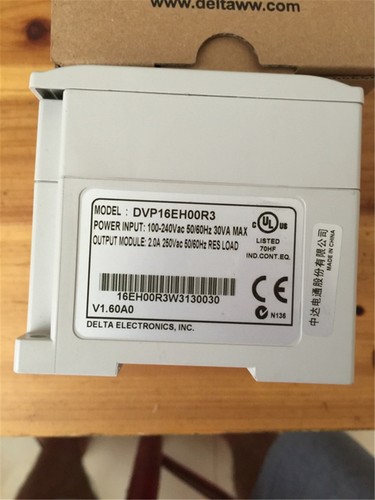 www.deltaww.com
MODEL : DVP16EH00R3
POWER INPUT: 100-240Vac 50/60Hz 30VA MAX
OUTPUT MODULE: 2.0A 250Vac 50/60Hz RES LOAD
C UL US
LISTED
70HF
IND.CONT.EQ.
16EH00R3W3130030
V1.60A0
DELTA ELECTRONICS, INC.
CE
N136
中达电通股份有限公司
MADE IN CHINA